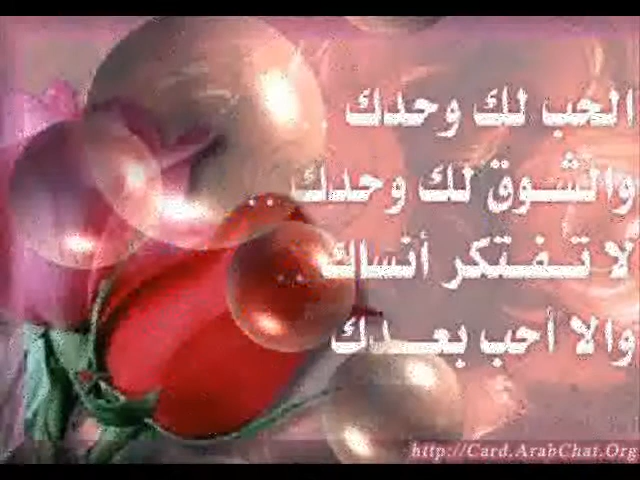 الحب لك وحدك
والشوق لك وحدك ..
لا تفتكر أنساك ..
والا أحب بعدك
http://Card.ArabChat.Org